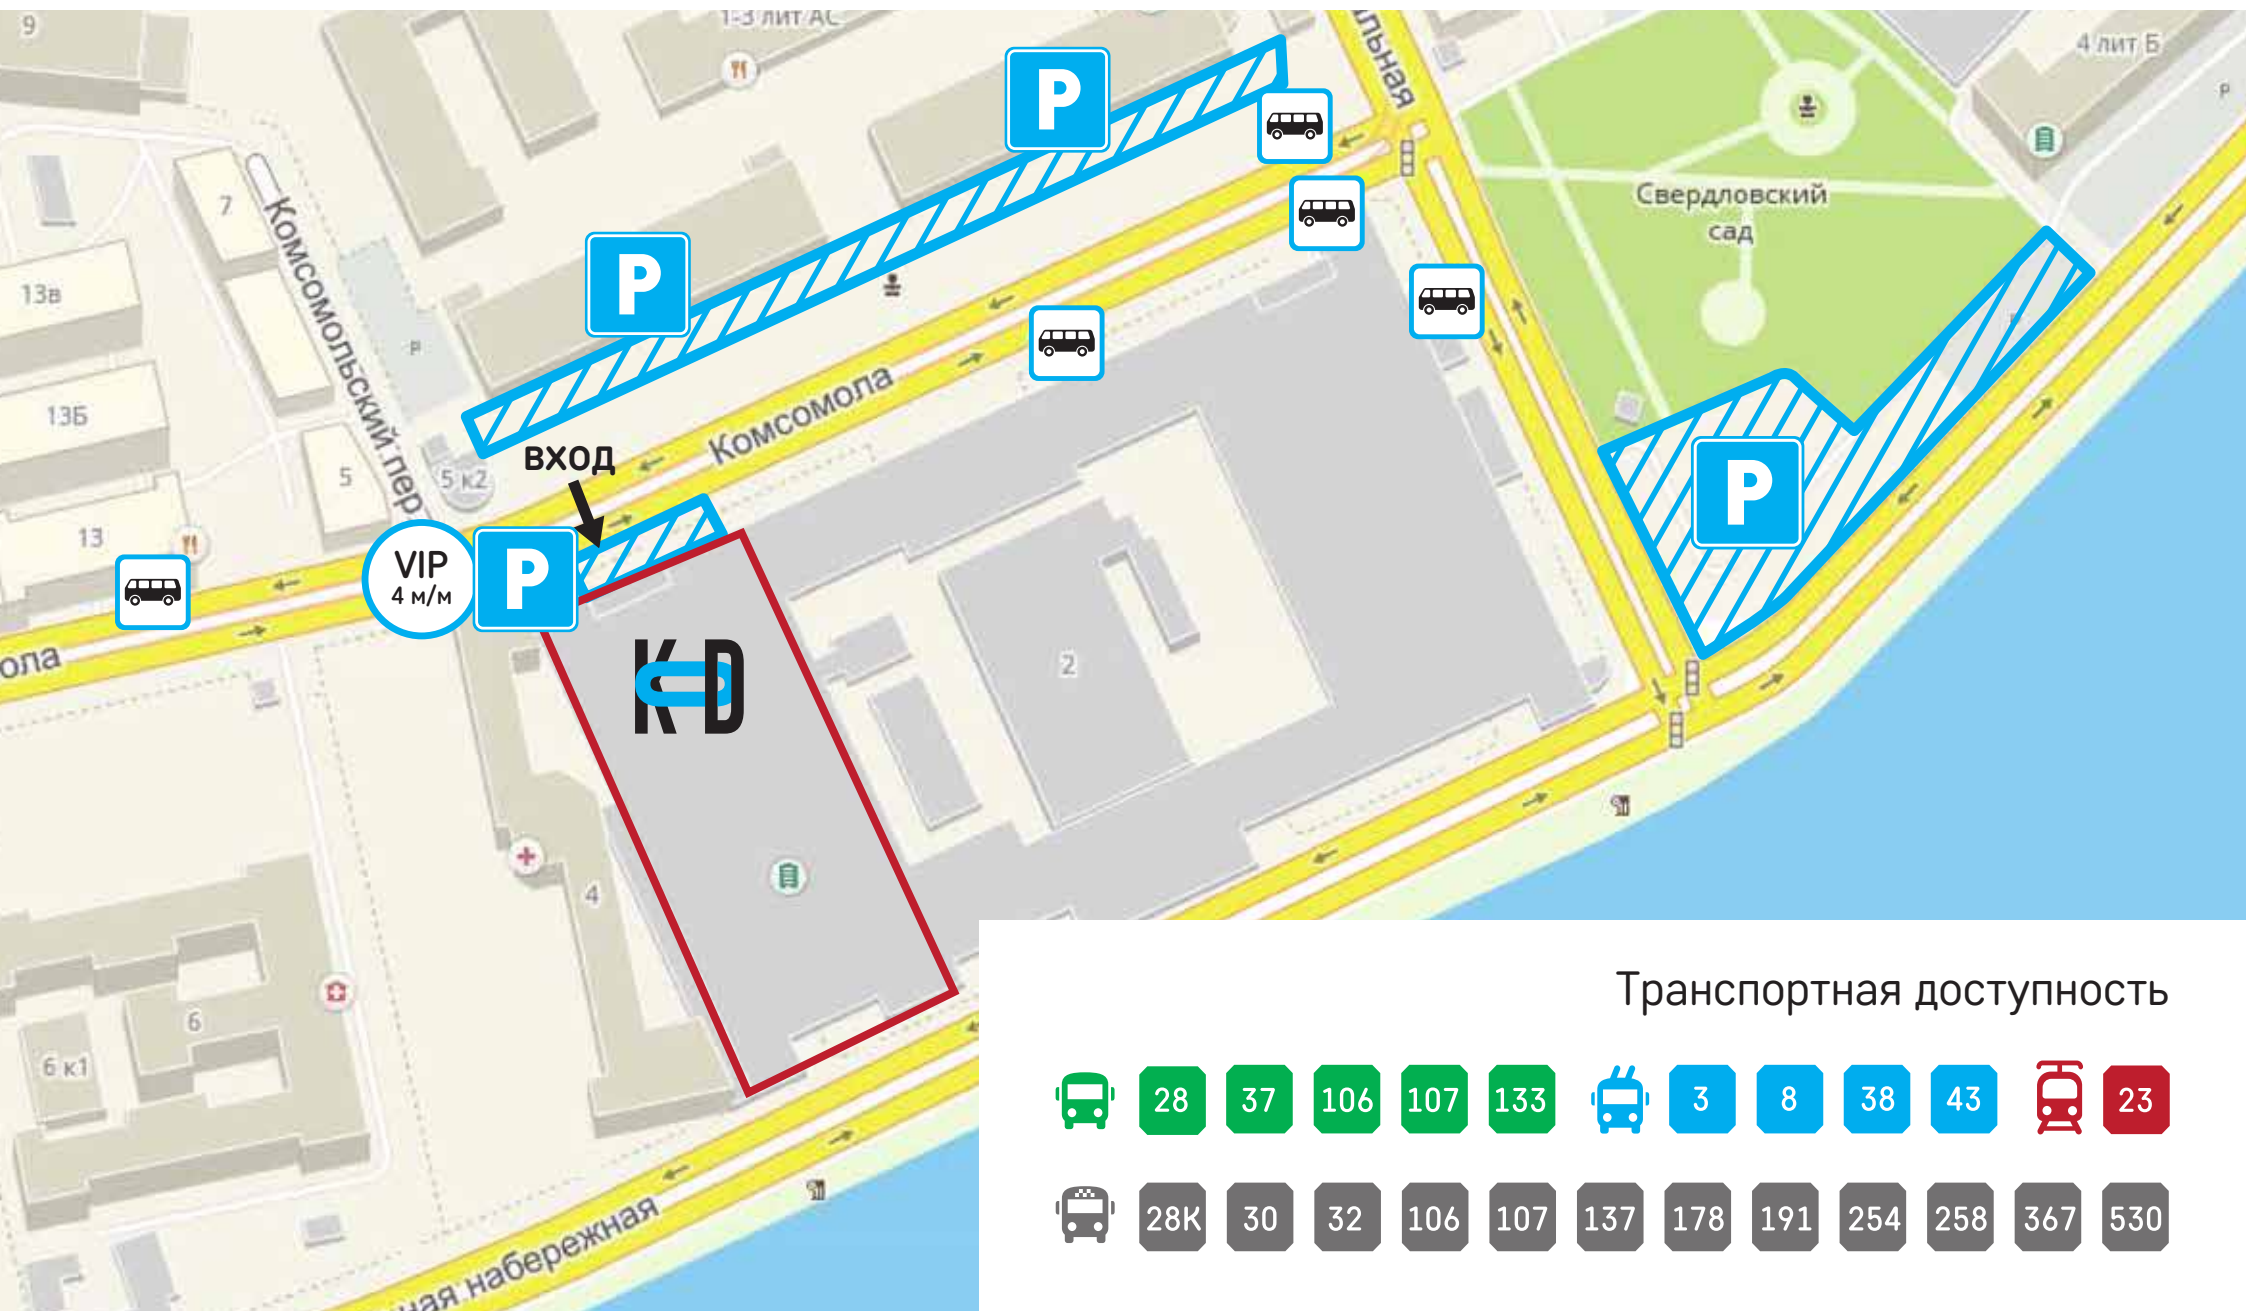 9
1-3 лит АС
льная
4 лит Б
P
P
7
Комсомольский пер
P
Свердловский
сад
13в
P
13Б
Комсомола
ВХОД
5
5 к2
P
13
VIP
4 м/м
P
ола
KD
2
4
6
6 к1
ная набережная
Транспортная доступность
28 37 106 107 133 3 8 38 43 23
28К 30 32 106 107 137 178 191 254 258 367 530